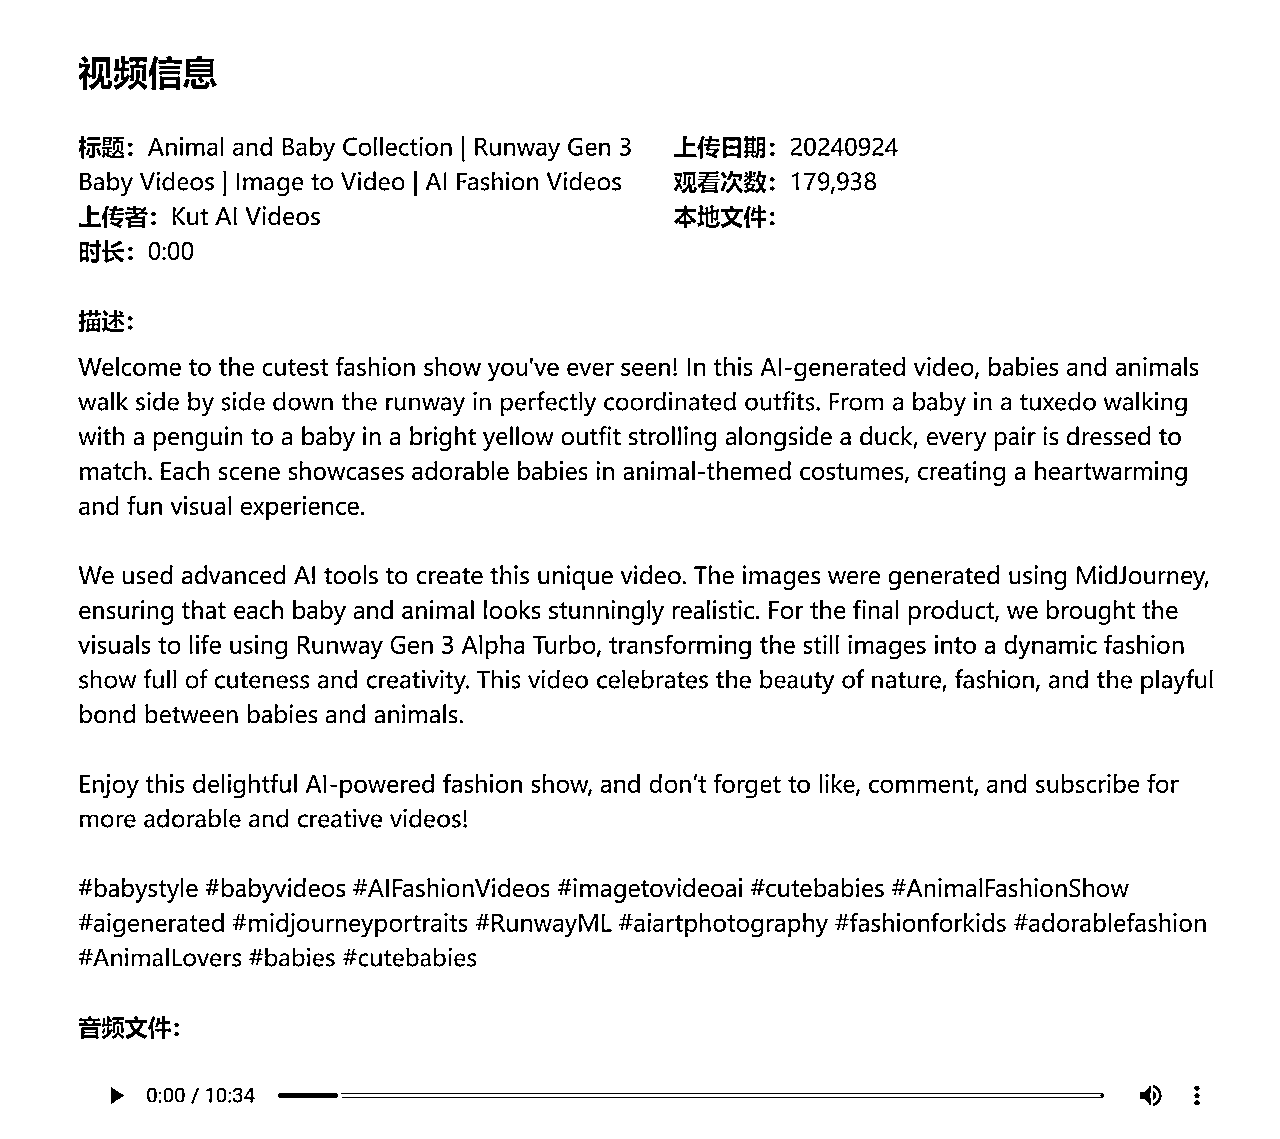 视频信息
标题：Animal and Baby Collection | Runway Gen 3
Baby Videos | Image to Video | AI Fashion Videos
上传者：Kut AI Videos
时长：0:00
上传日期：20240924
观看次数：179,938
本地文件：
描述：
Welcome to the cutest fashion show you've ever seen! In this AI-generated video, babies and animals
walk side by side down the runway in perfectly coordinated outfits. From a baby in a tuxedo walking
with a penguin to a baby in a bright yellow outfit strolling alongside a duck, every pair is dressed to
match. Each scene showcases adorable babies in animal-themed costumes, creating a heartwarming
and fun visual experience.
We used advanced AI tools to create this unique video. The images were generated using MidJourney,
ensuring that each baby and animal looks stunningly realistic. For the final product, we brought the
visuals to life using Runway Gen 3 Alpha Turbo, transforming the still images into a dynamic fashion
show full of cuteness and creativity. This video celebrates the beauty of nature, fashion, and the playful
bond between babies and animals.
Enjoy this delightful AI-powered fashion show, and don’t forget to like, comment, and subscribe for
more adorable and creative videos!
#babystyle #babyvideos #AIFashionVideos #imagetovideoai #cutebabies #AnimalFashionShow
#aigenerated #midjourneyportraits #RunwayML #aiartphotography #fashionforkids #adorablefashion
#AnimalLovers #babies #cutebabies
音频文件：
0:00 / 10:34